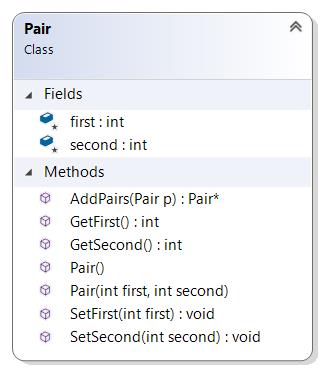 Pair
Class
Fields
first : int
second : int
Methods
AddPairs(Pair p) : Pair*
GetFirst() : int
GetSecond() : int
Pair()
Pair(int first, int second)
SetFirst(int first) : void
SetSecond(int second) : void